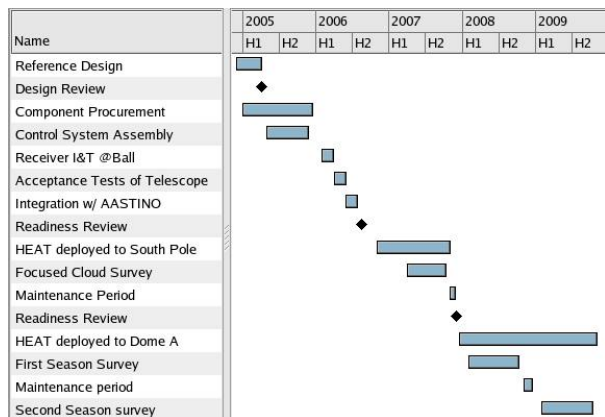 2005 2006 2007 2008 2009
Name H1 H2 H1 H2 H1 H2 H1 H2 H1 H2
Reference Design
Design Review
Component Procurement
Control System Assembly
Receiver I&T @Ball
Acceptance Tests of Telescope
Integration w/ AASTINO
Readiness Review
HEAT deployed to South Pole
Focused Cloud Survey
Maintenance Period
Readiness Review
HEAT deployed to Dome A
First Season Survey
Maintenance period
Second Season survey